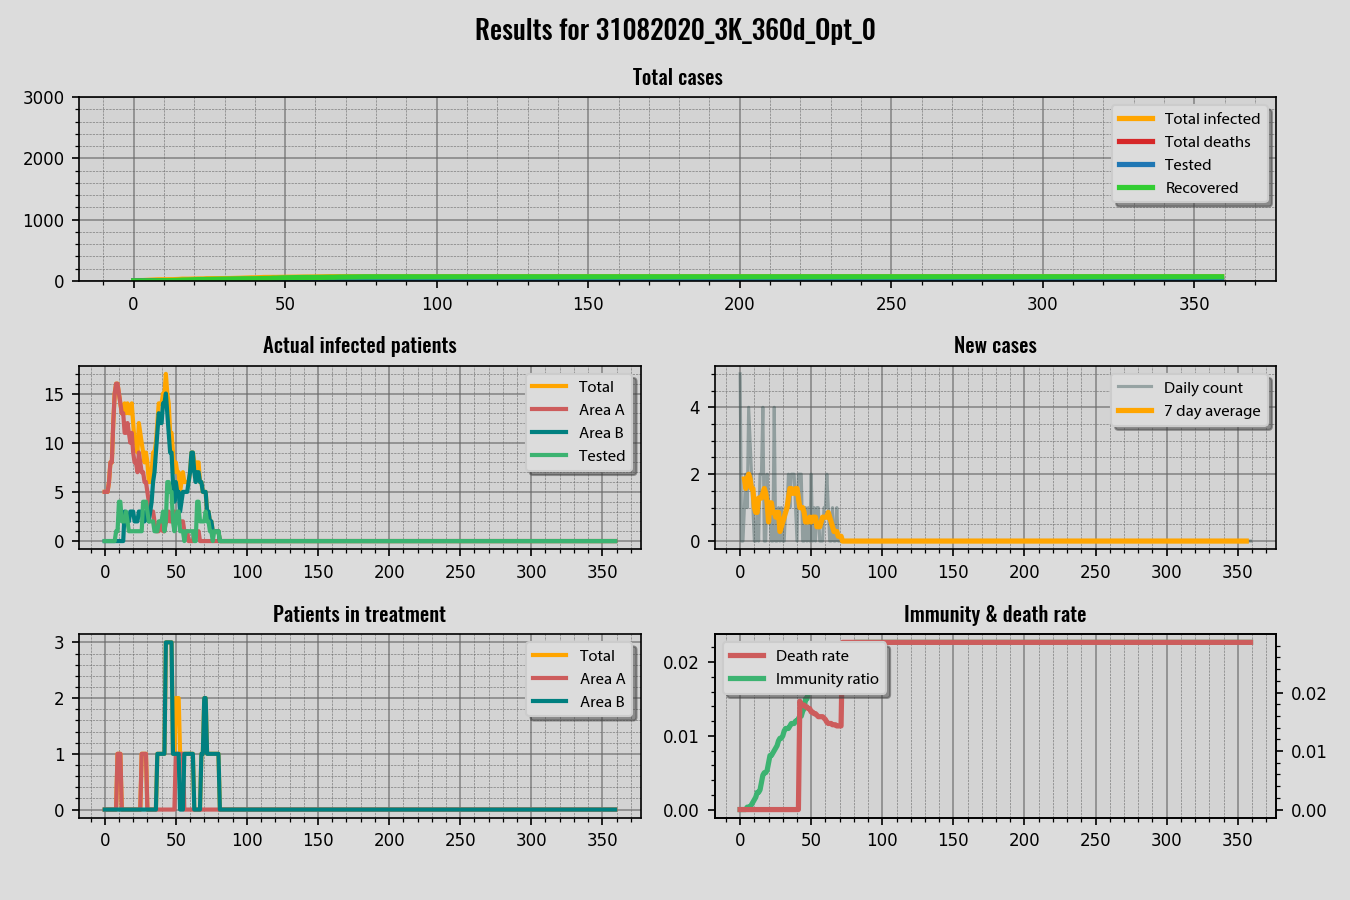 Results for 31082020_3K_360d_Opt_0
Total cases
3000
2000
1000
0
Total infected
Total deaths
Tested
Recovered
0 50 100 150 200 250 300 350
Actual infected patients
15
10
5
0
Total
Area A
Area B
Tested
0 50 100 150 200 250 300 350
New cases
4
2
0
Daily count
7 day average
0 50 100 150 200 250 300 350
Patients in treatment
3
2
1
0
Total
Area A
Area B
0 50 100 150 200 250 300 350
Immunity & death rate
0.02
0.01
0.00
Death rate
Immunity ratio
0.02
0.01
0.00
0 50 100 150 200 250 300 350